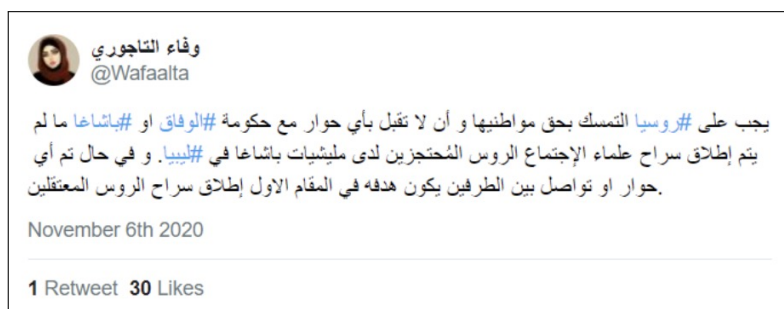 وفاء التاجوري
@Wafaalta
يجب على #روسيا التمسك بحق مواطنيها و أن لا تقبل بأي حوار مع حكومة #الوفاق او #باشاغا ما لم
يتم إطلاق سراح علماء الإجتماع الروس المُحتجزين لدى مليشيات باشاغا في #ليبيا. و في حال تم أي
حوار او تواصل بين الطرفين يكون هدفه في المقام الاول إطلاق سراح الروس المعتقلين.
November 6th 2020
1 Retweet 30 Likes